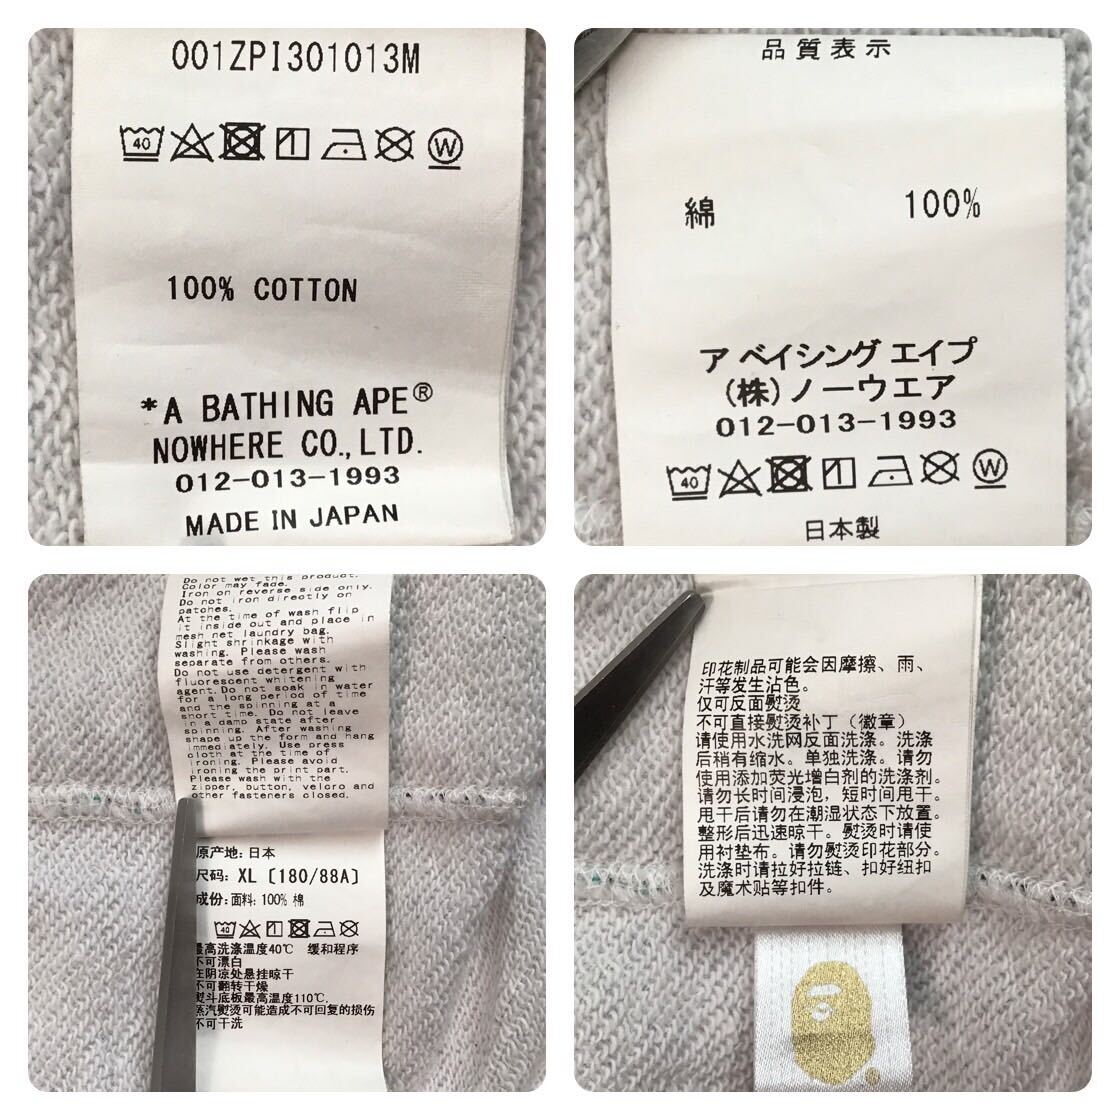 001ZPI301013M
40 W
100% COTTON
*A BATHING APE®
NOWHERE CO., LTD.
012-013-1993
MADE IN JAPAN
品質表示
綿 100%
ア ベイシング エイプ
(株) ノーウエア
012-013-1993
40 W
日本製
Do not wet this product.
Color may fade.
Iron on reverse side only.
Do not iron directly on
patches.
At the time of wash flip
it inside out and place in
mesh net laundry bag.
Slight shrinkage with
washing. Please wash
separate from others.
Do not use detergent with
fluorescent whitening
agent. Do not soak in water
for a long period of time
and the spinning at a
short time. Do not leave
in a damp state after
spinning. After washing
shape up the form and hang
immediately. Use press
cloth at the time of
ironing. Please avoid
ironing the print part.
Please wash with the
zipper, button, velcro and
other fasteners closed.
原产地: 日本
尺码: XL [180/88A]
成份: 面料: 100% 棉
40
最高洗涤温度40℃ 缓和程序
不可漂白
在阴凉处悬挂晾干
不可翻转干燥
熨斗底板最高温度110℃.
蒸汽熨烫可能造成不可回复的损伤
不可干洗
印花制品可能会因摩擦、雨、
汗等发生沾色。
仅可反面熨烫
不可直接熨烫补丁（徽章）
请使用水洗网反面洗涤。洗涤
后稍有缩水。单独洗涤。请勿
使用添加荧光增白剂的洗涤剂。
请勿长时间浸泡，短时间甩干。
甩干后请勿在潮湿状态下放置。
整形后迅速晾干。熨烫时请使
用衬垫布。请勿熨烫印花部分。
洗涤时请拉好拉链、扣好纽扣
及魔术贴等扣件。
®